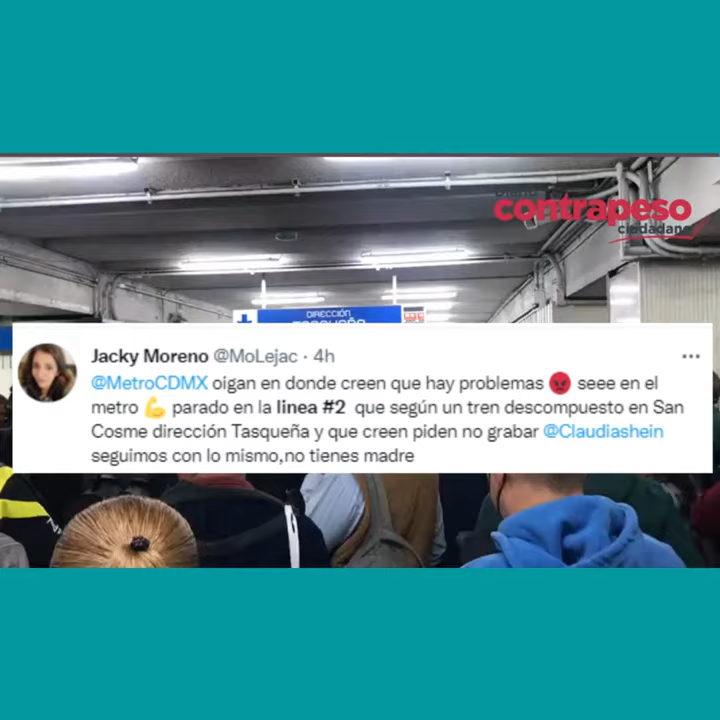 contrapeso
ciudadano
DIRECCIÓN
Jacky Moreno @MoLejac · 4h
@MetroCDMX oigan en donde creen que hay problemas 😡 seee en el
metro 💪 parado en la linea #2 que según un tren descompuesto en San
Cosme dirección Tasqueña y que creen piden no grabar @Claudiashein
seguimos con lo mismo,no tienes madre